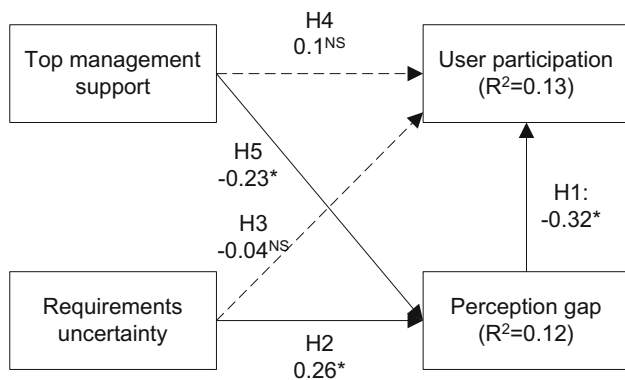 H4
0.1NS
Top management
support
User participation
(R2=0.13)
H5
-0.23*
H1:
-0.32*
H3
-0.04NS
Requirements
uncertainty
Perception gap
(R2=0.12)
H2
0.26*